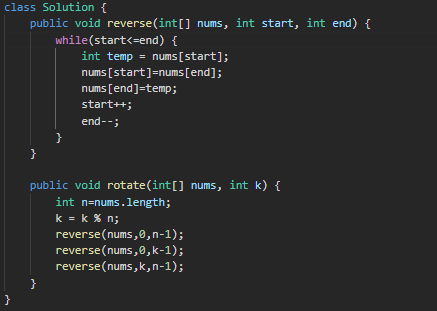 class Solution {
    public void reverse(int[] nums, int start, int end) {
        while(start<=end) {
            int temp = nums[start];
            nums[start]=nums[end];
            nums[end]=temp;
            start++;
            end--;
        }
    }

    public void rotate(int[] nums, int k) {
        int n=nums.length;
        k = k % n;
        reverse(nums,0,n-1);
        reverse(nums,0,k-1);
        reverse(nums,k,n-1);
    }
}